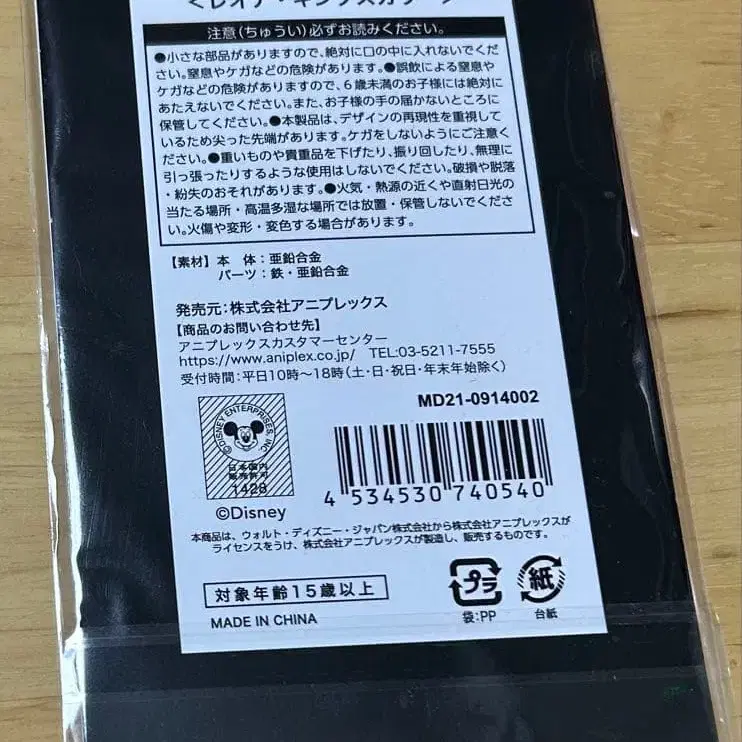 <レオナ・キングスカラー>
注意(ちゅうい)必ずお読みください。
●小さな部品がありますので、絶対に口の中に入れないでくだ
さい。窒息やケガなどの危険があります。●誤飲による窒息や
ケガなどの危険がありますので、6歳未満のお子様には絶対に
あたえないでください。また、お子様の手の届かないところに
保管してください。●本製品は、デザインの再現性を重視して
いるため尖った先端があります。ケガをしないようにご注意く
ださい。●重いものや貴重品を下げたり、振り回したり、無理に
引っ張ったりするような使用はしないでください。破損や脱落
・紛失のおそれがあります。●火気・熱源の近くや直射日光の
当たる場所・高温多湿な場所では放置・保管しないでくださ
い。火傷や変形・変色する場合があります。
【素材】本 体:亜鉛合金
パーツ:鉄・亜鉛合金
発売元:株式会社アニプレックス
【商品のお問い合わせ先】
アニプレックスカスタマーセンター
https://www.aniplex.co.jp/ TEL:03-5211-7555
受付時間:平日10時～18時(土・日・祝日・年末年始除く)
MD21-0914002
©DISNEY ENTERPRISES, INC.
日本国内
販売許可
1428
4 534530 740540
©Disney
本商品は、ウォルト・ディズニー・ジャパン株式会社から株式会社アニプレックスが
ライセンスをうけ、株式会社アニプレックスが製造し、販売するものです。
対象年齢15歳以上
プラ
紙
MADE IN CHINA
袋:PP
台紙